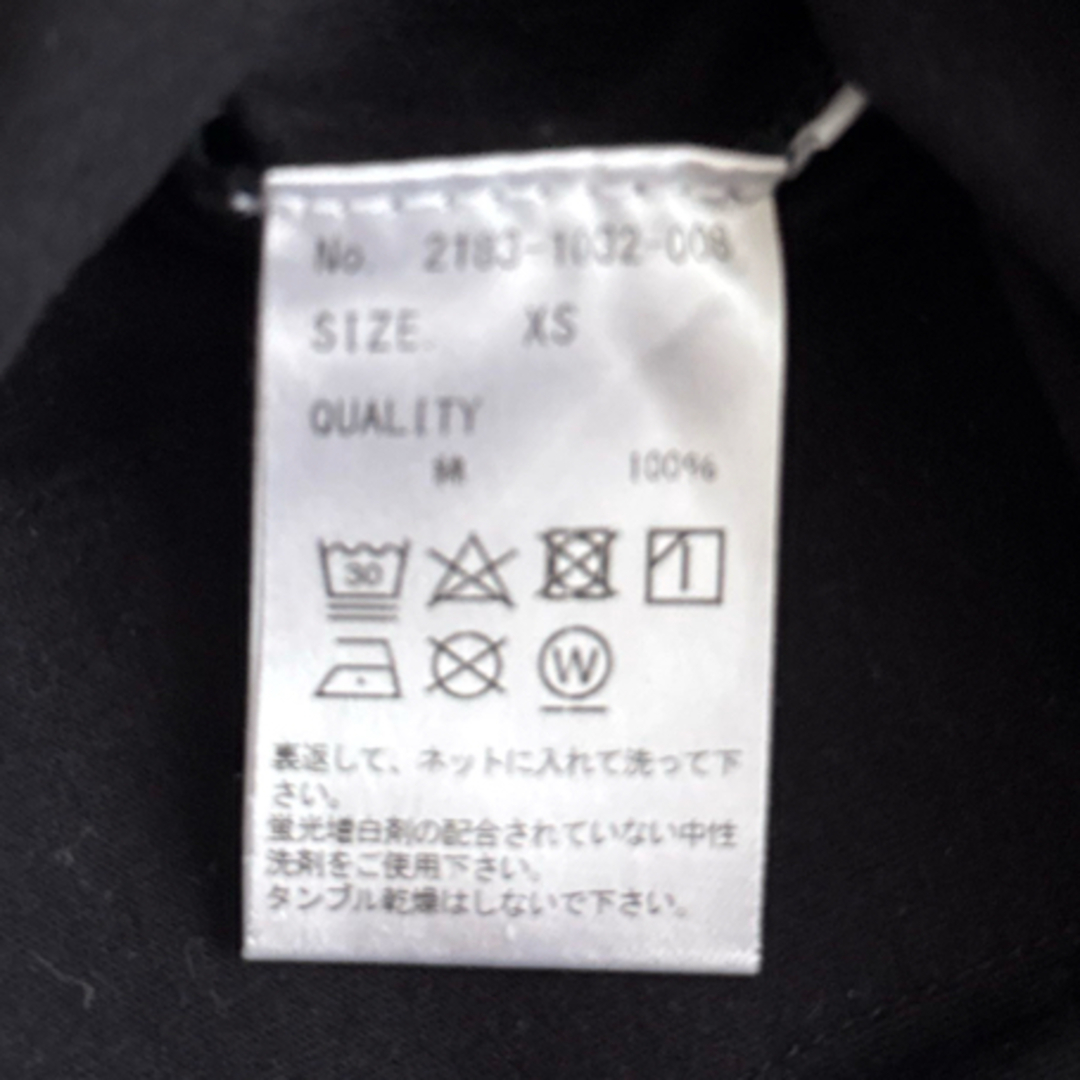 No. 218J-1032-008
SIZE. XS
QUALITY
綿 100%
30
W
裏返して、ネットに入れて洗って下
さい。
蛍光増白剤の配合されていない中性
洗剤をご使用下さい。
タンブル乾燥はしないで下さい。